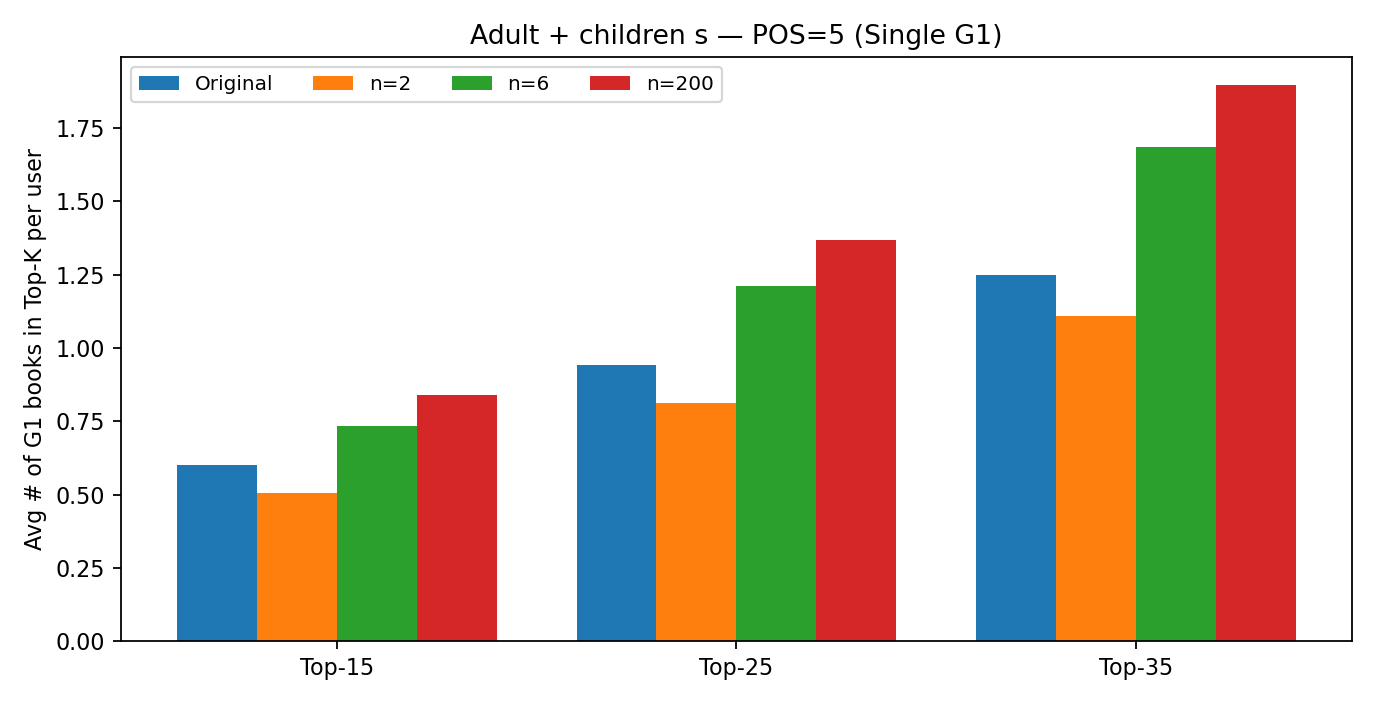 Adult + children s — POS=5 (Single G1)
Original n=2 n=6 n=200
Avg # of G1 books in Top-K per user
1.75
1.50
1.25
1.00
0.75
0.50
0.25
0.00
Top-15 Top-25 Top-35